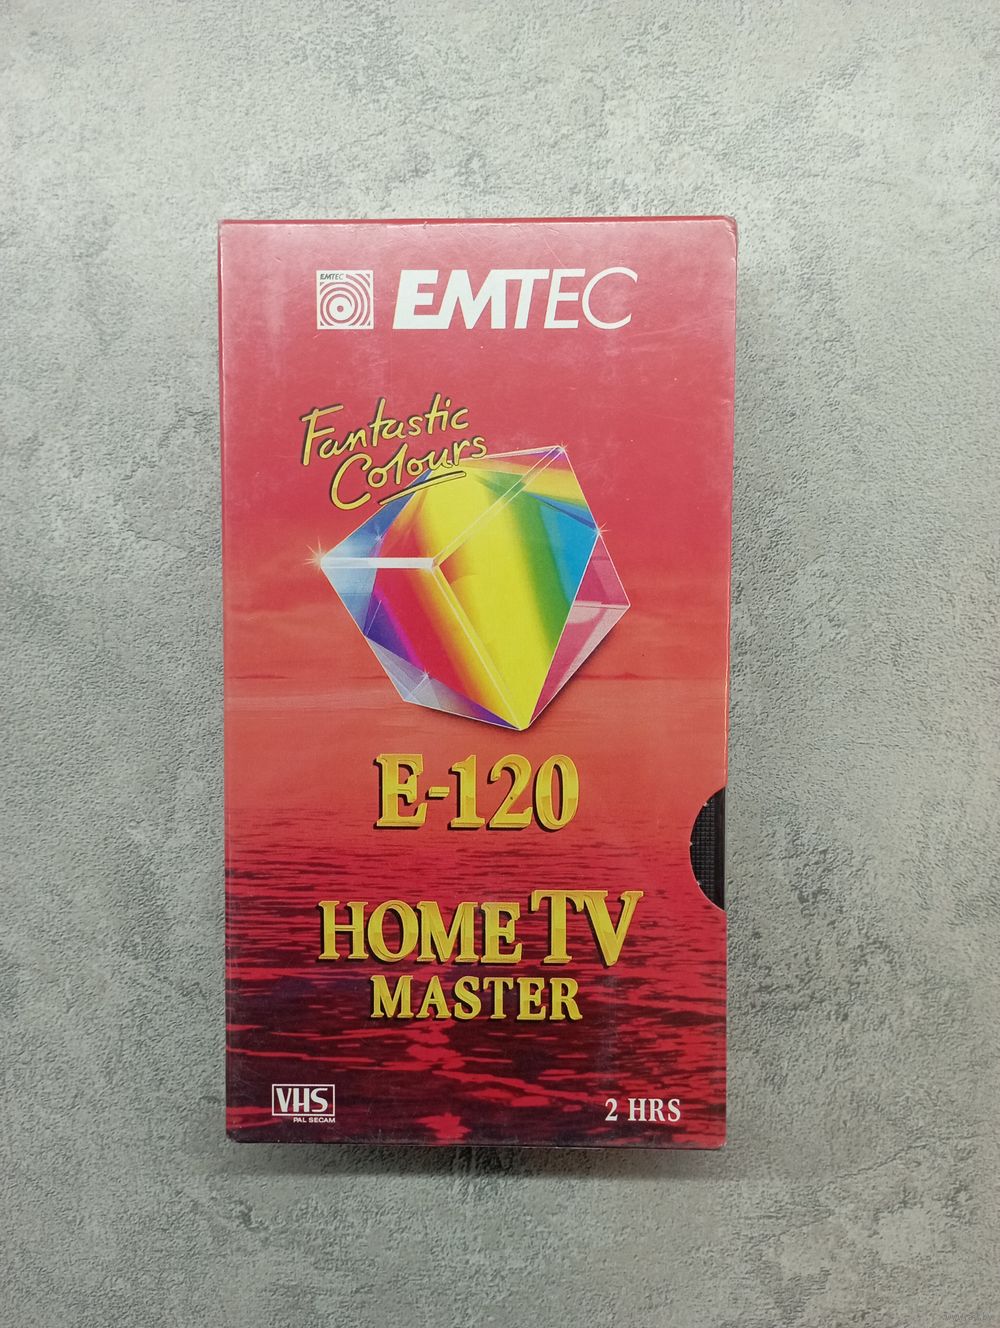 EMTEC
EMTEC
Fantastic
Colours
E-120
HOME TV
MASTER
VHS
PAL SECAM
2 HRS